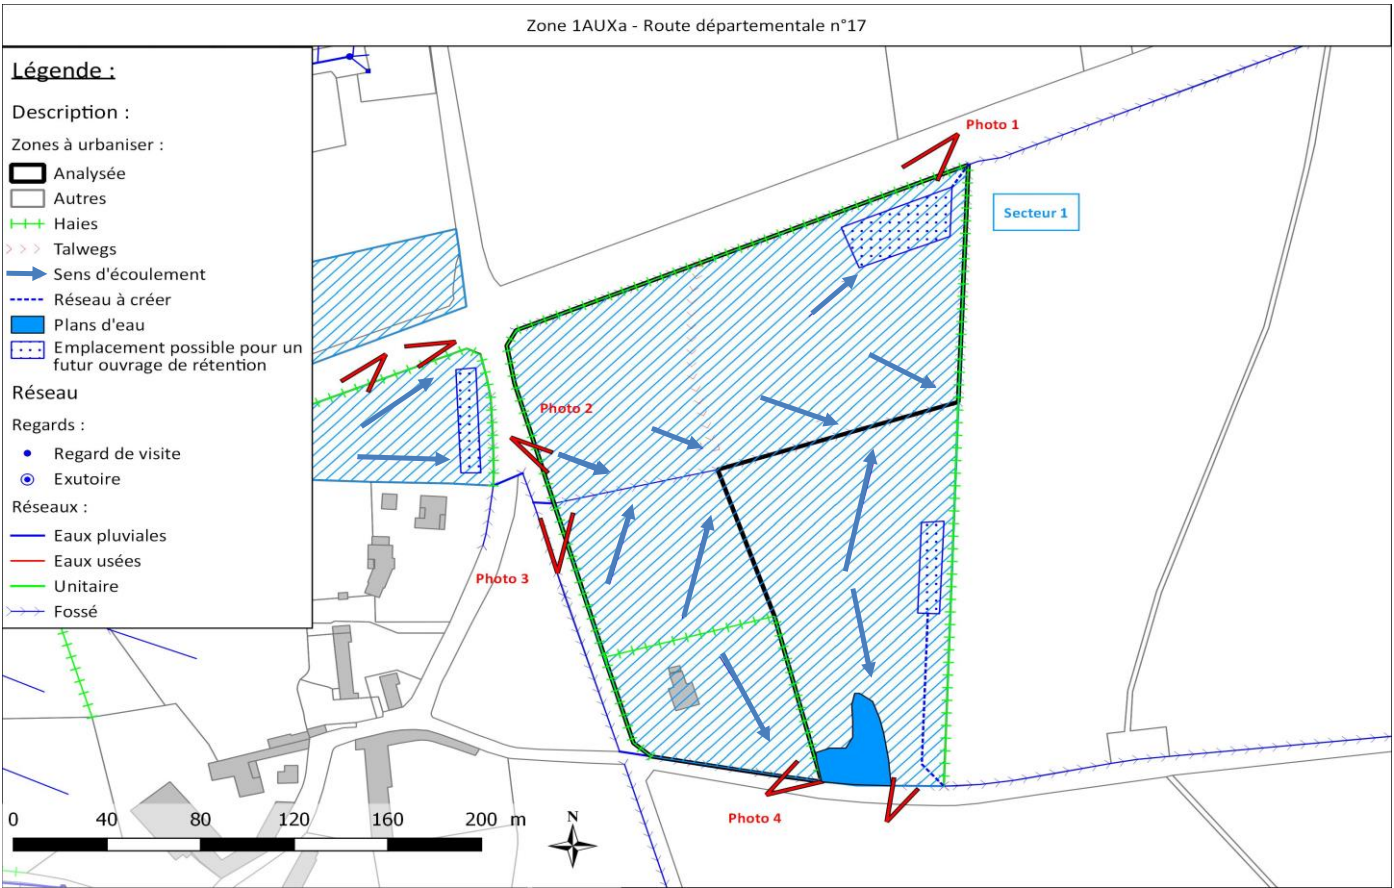 Zone 1AUXa - Route départementale n°17
Légende :
Description :
Zones à urbaniser :
Analysée
Autres
Haies
Talwegs
Sens d'écoulement
Réseau à créer
Plans d'eau
Emplacement possible pour un
futur ouvrage de rétention
Réseau
Regards :
Regard de visite
Exutoire
Réseaux :
Eaux pluviales
Eaux usées
Unitaire
Fossé
Photo 1
Secteur 1
Photo 2
Photo 3
Photo 4
0 40 80 120 160 200 m
N